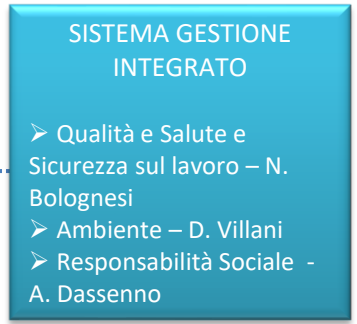 SISTEMA GESTIONE
INTEGRATO
➢ Qualità e Salute e
Sicurezza sul lavoro – N.
Bolognesi
➢ Ambiente – D. Villani
➢ Responsabilità Sociale -
A. Dassenno